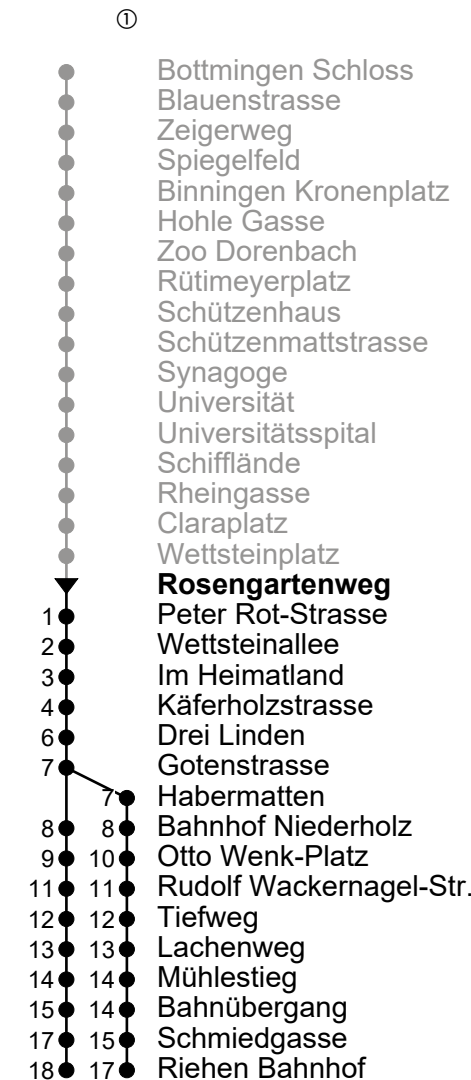 ①
Bottmingen Schloss
Blauenstrasse
Zeigerweg
Spiegelfeld
Binningen Kronenplatz
Hohle Gasse
Zoo Dorenbach
Rütimeyerplatz
Schützenhaus
Schützenmattstrasse
Synagoge
Universität
Universitätsspital
Schifflände
Rheingasse
Claraplatz
Wettsteinplatz
Rosengartenweg
1 Peter Rot-Strasse
2 Wettsteinallee
3 Im Heimatland
4 Käferholzstrasse
6 Drei Linden
7 Gotenstrasse
7 Habermatten
8 8 Bahnhof Niederholz
9 10 Otto Wenk-Platz
11 11 Rudolf Wackernagel-Str.
12 12 Tiefweg
13 13 Lachenweg
14 14 Mühlestieg
15 14 Bahnübergang
17 15 Schmiedgasse
18 17 Riehen Bahnhof